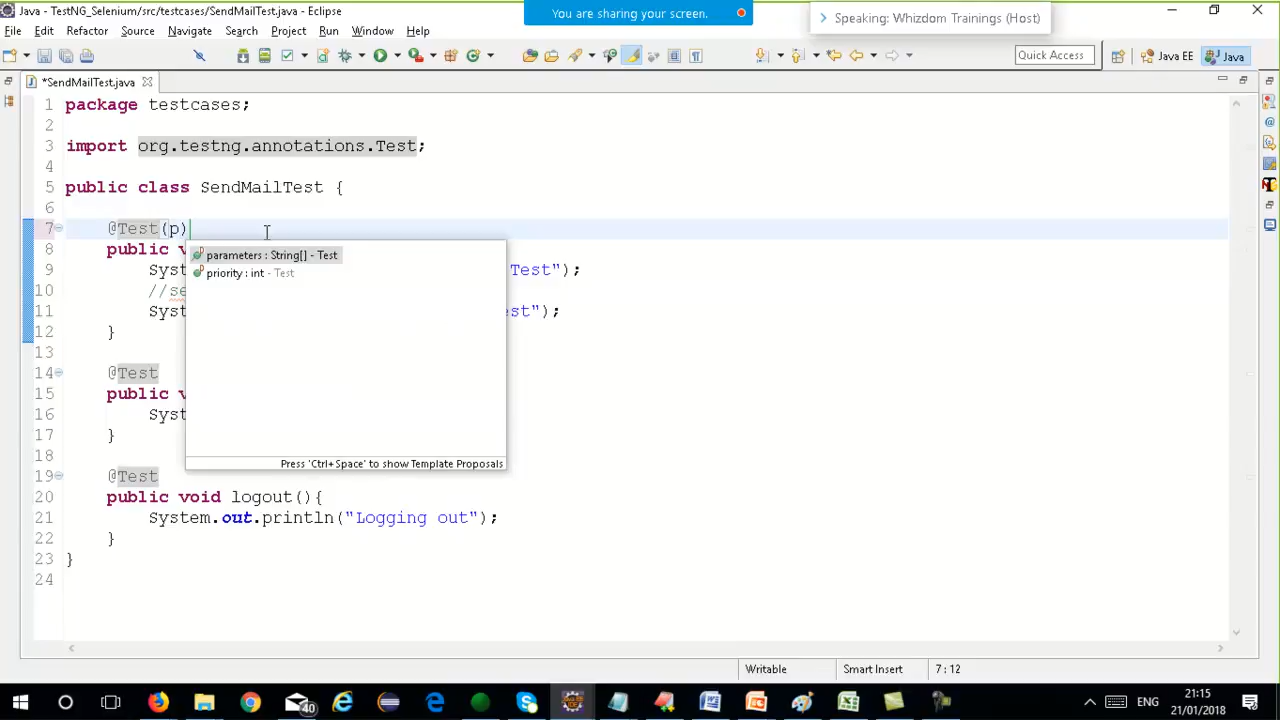 Java - TestNG_Selenium/src/testcases/SendMailTest.java - Eclipse
You are sharing your screen.
Speaking: Whizdom Trainings (Host)
File Edit Refactor Source Navigate Search Project Run Window Help
Quick Access
Java EE
Java
*SendMailTest.java
1 package testcases;
2
3 import org.testng.annotations.Test;
4
5 public class SendMailTest {
6
7 @Test(p)
8 public v
9 Syst Test");
10 //se
11 Syst est");
12 }
13
14 @Test
15 public v
16 Syst
17 }
18
19 @Test
20 public void logout(){
21 System.out.println("Logging out");
22 }
23 }
24
parameters : String[] - Test
priority : int - Test
Press 'Ctrl+Space' to show Template Proposals
Writable
Smart Insert
7 : 12
40
ENG
21:15
21/01/2018